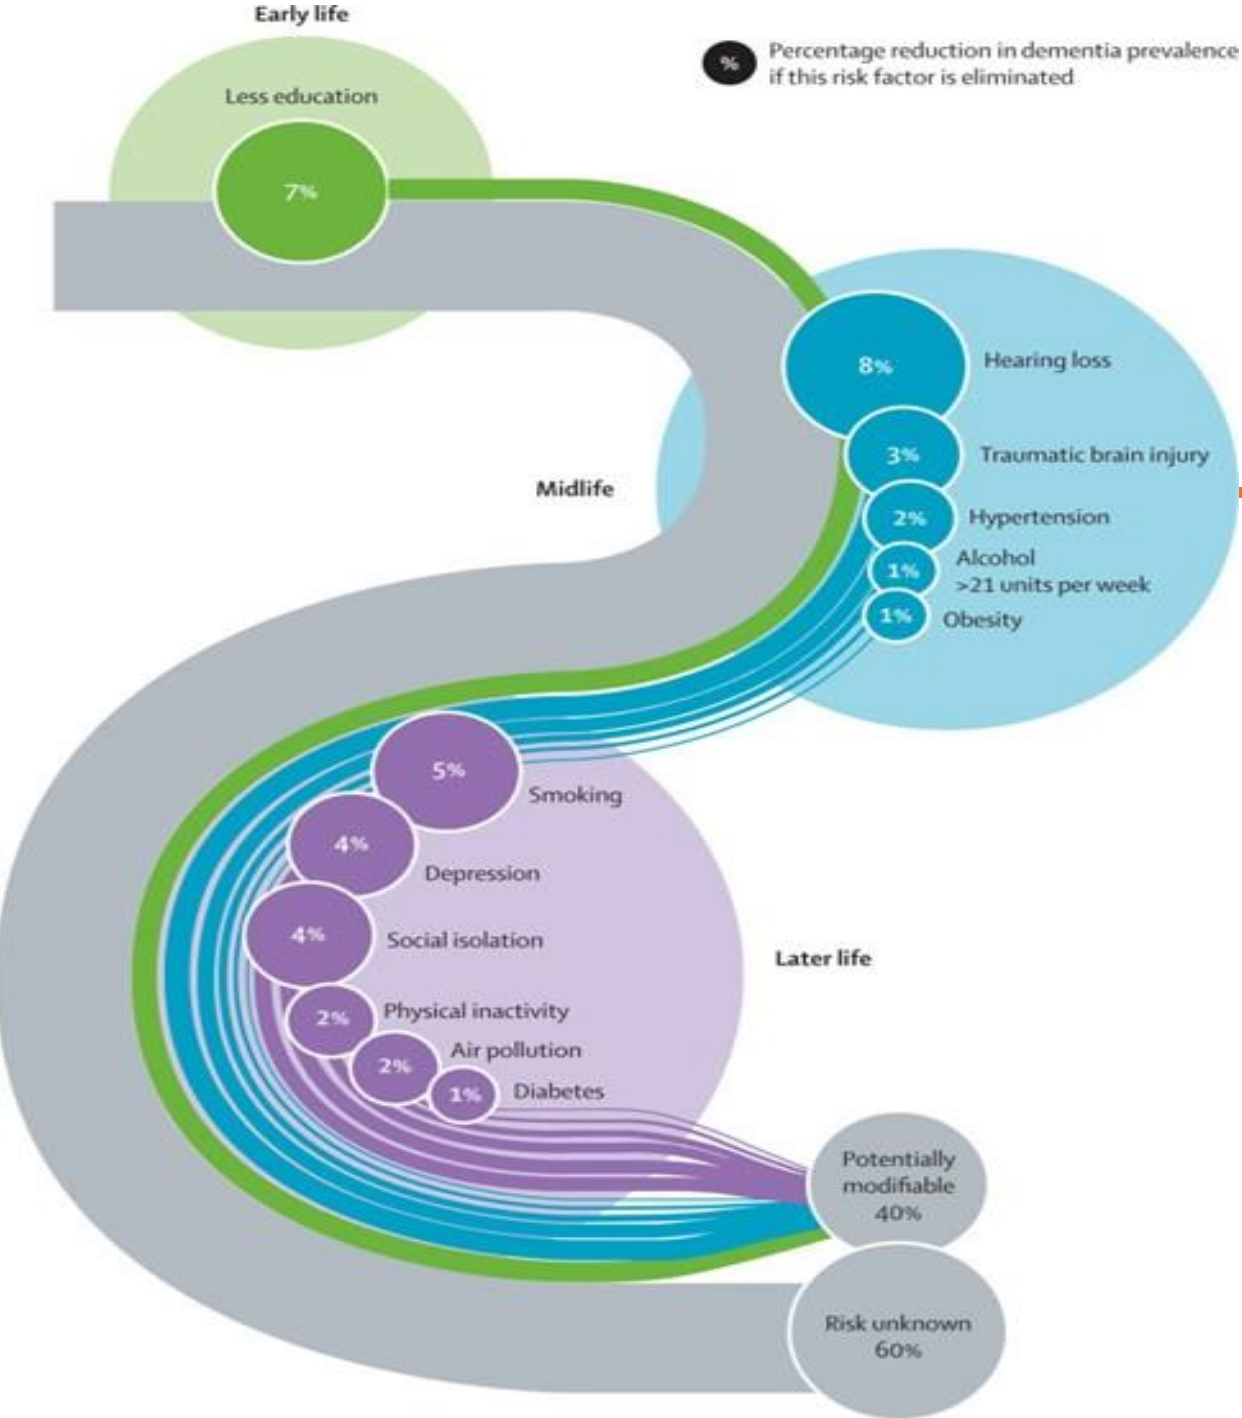 Early life
% Percentage reduction in dementia prevalence
if this risk factor is eliminated
Less education
7%
8% Hearing loss
3% Traumatic brain injury
Midlife
2% Hypertension
1% Alcohol
>21 units per week
1% Obesity
5%
Smoking
4%
Depression
4% Social isolation
Later life
2% Physical inactivity
2% Air pollution
1% Diabetes
Potentially
modifiable
40%
Risk unknown
60%